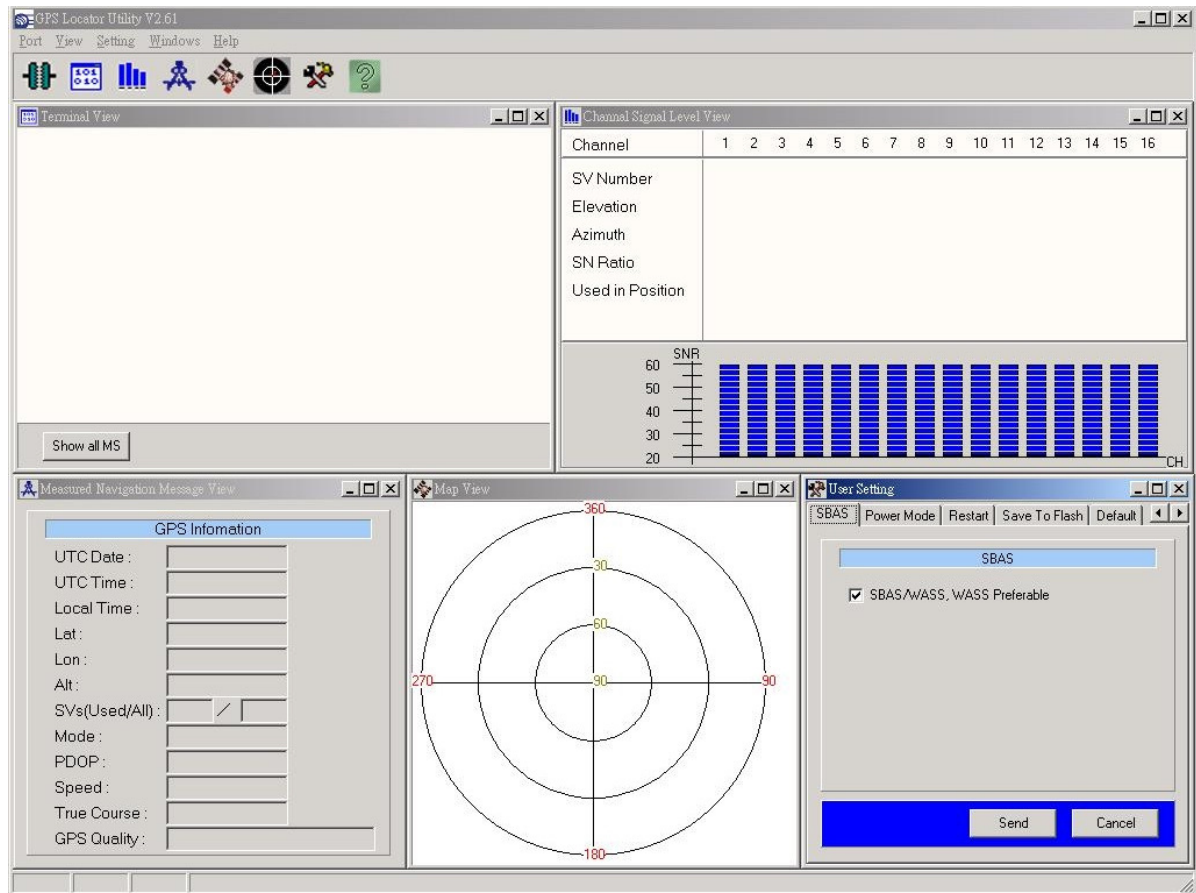 GPS Locator Utility V2.61
Port View Setting Windows Help
101
010
?
Terminal View
Show all MS
Channal Signal Level View
Channel 1 2 3 4 5 6 7 8 9 10 11 12 13 14 15 16
SV Number
Elevation
Azimuth
SN Ratio
Used in Position
SNR
60
50
40
30
20
CH.
Measured Navigation Message View
GPS Infomation
UTC Date :
UTC Time :
Local Time :
Lat :
Lon :
Alt :
SVs(Used/All) : /
Mode :
PDOP :
Speed :
True Course :
GPS Quality :
Map View
360
30
60
270 90 90
180
User Setting
SBAS Power Mode Restart Save To Flash Default
SBAS
SBAS/WASS, WASS Preferable
Send Cancel